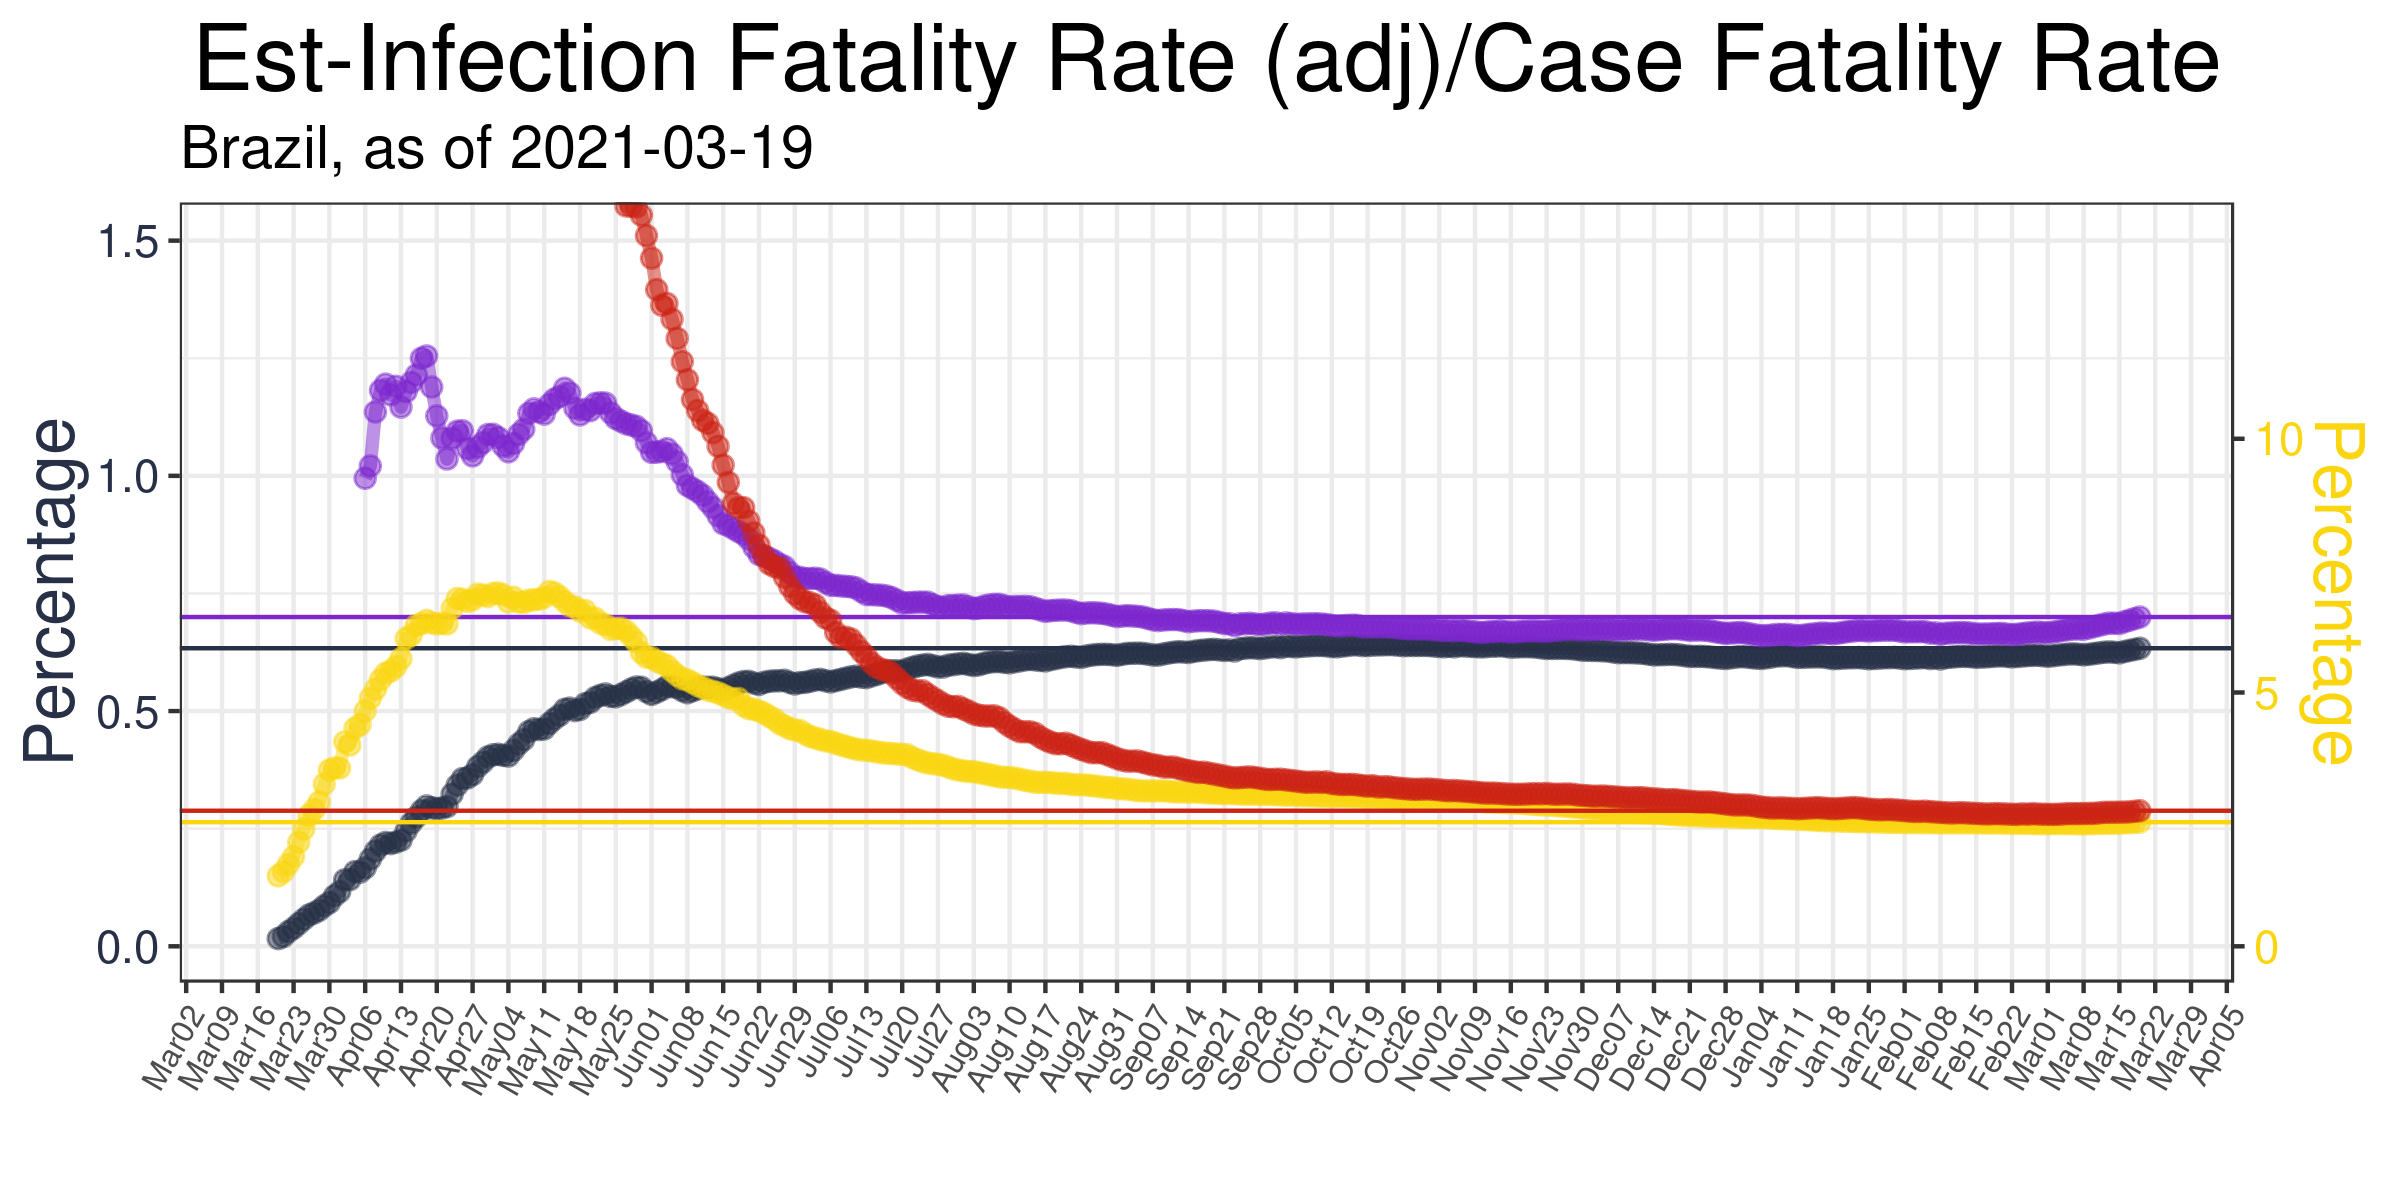 Est-Infection Fatality Rate (adj)/Case Fatality Rate
Brazil, as of 2021-03-19
Percentage
1.5
1.0
0.5
0.0
10
5
0
Percentage
Mar02
Mar09
Mar16
Mar23
Mar30
Apr06
Apr13
Apr20
Apr27
May04
May11
May18
May25
Jun01
Jun08
Jun15
Jun22
Jun29
Jul06
Jul13
Jul20
Jul27
Aug03
Aug10
Aug17
Aug24
Aug31
Sep07
Sep14
Sep21
Sep28
Oct05
Oct12
Oct19
Oct26
Nov02
Nov09
Nov16
Nov23
Nov30
Dec07
Dec14
Dec21
Dec28
Dec04
Jan11
Jan18
Jan25
Jan01
Feb08
Feb15
Feb22
Feb22
Mar01
Mar08
Mar15
Mar22
Mar29
Apr05